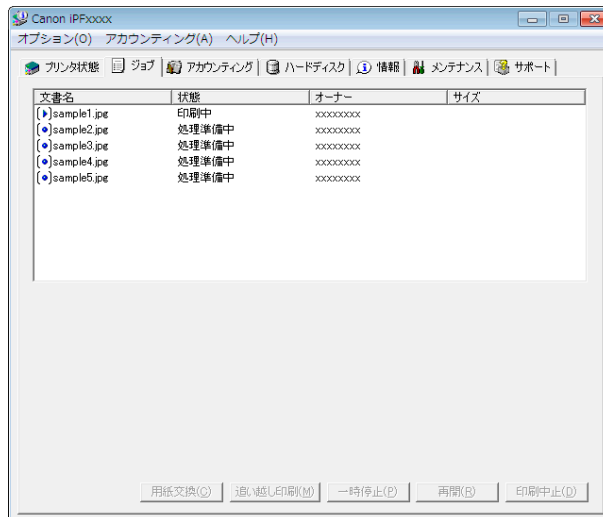 Canon iPFxxxx
オプション(O) アカウンティング(A) ヘルプ(H)
プリンタ状態 ジョブ アカウンティング ハードディスク 情報 メンテナンス サポート
文書名 状態 オーナー サイズ
sample1.jpg 印刷中 xxxxxxxx
sample2.jpg 処理準備中 xxxxxxxx
sample3.jpg 処理準備中 xxxxxxxx
sample4.jpg 処理準備中 xxxxxxxx
sample5.jpg 処理準備中 xxxxxxxx
用紙交換(C) 追い越し印刷(M) 一時停止(P) 再開(R) 印刷中止(D)